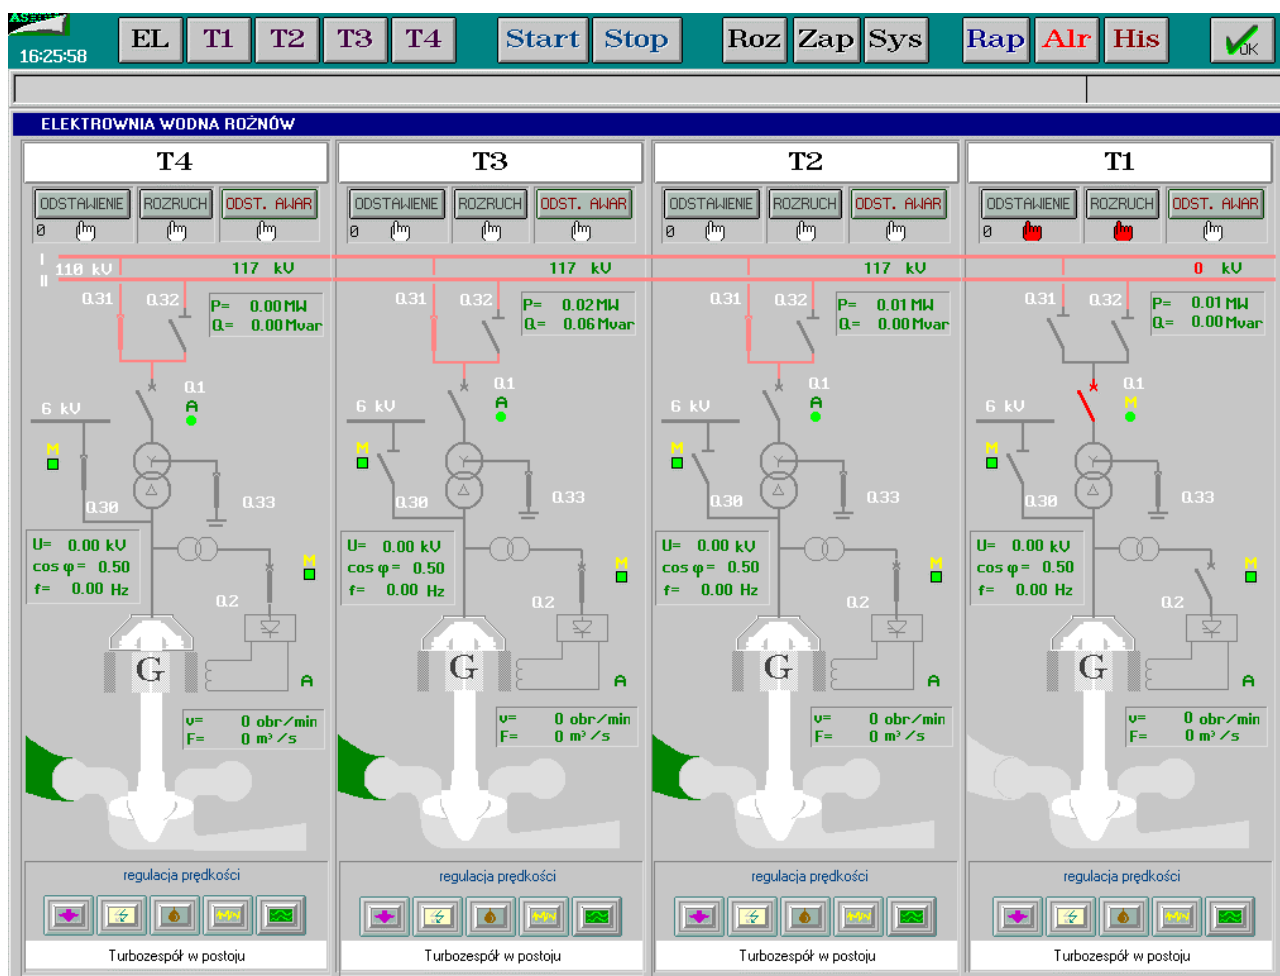 16:25:58
EL T1 T2 T3 T4 Start Stop Roz Zap Sys Rap Alr His OK
ELEKTROWNIA WODNA ROŻNÓW
T4
ODSTAWIENIE ROZRUCH ODST. AWAR
0
I
II
110 kV 117 kV
Q31 Q32
P= 0.00 MW
Q= 0.00 Mvar
Q1
A
6 kV
M
Q30 Q33
U= 0.00 kV
cos φ= 0.50
f= 0.00 Hz
M
Q2
G
A
v= 0 obr/min
F= 0 m³/s
regulacja prędkości
Turbozespół w postoju
T3
ODSTAWIENIE ROZRUCH ODST. AWAR
0
117 kV
Q31 Q32
P= 0.02 MW
Q= 0.06 Mvar
Q1
A
6 kV
M
Q30 Q33
U= 0.00 kV
cos φ= 0.50
f= 0.00 Hz
M
Q2
G
A
v= 0 obr/min
F= 0 m³/s
regulacja prędkości
Turbozespół w postoju
T2
ODSTAWIENIE ROZRUCH ODST. AWAR
0
117 kV
Q31 Q32
P= 0.01 MW
Q= 0.00 Mvar
Q1
A
6 kV
M
Q30 Q33
U= 0.00 kV
cos φ= 0.50
f= 0.00 Hz
M
Q2
G
A
v= 0 obr/min
F= 0 m³/s
regulacja prędkości
Turbozespół w postoju
T1
ODSTAWIENIE ROZRUCH ODST. AWAR
0
0 kV
Q31 Q32
P= 0.01 MW
Q= 0.00 Mvar
Q1
M
6 kV
M
Q30 Q33
U= 0.00 kV
cos φ= 0.50
f= 0.00 Hz
M
Q2
G
A
v= 0 obr/min
F= 0 m³/s
regulacja prędkości
Turbozespół w postoju